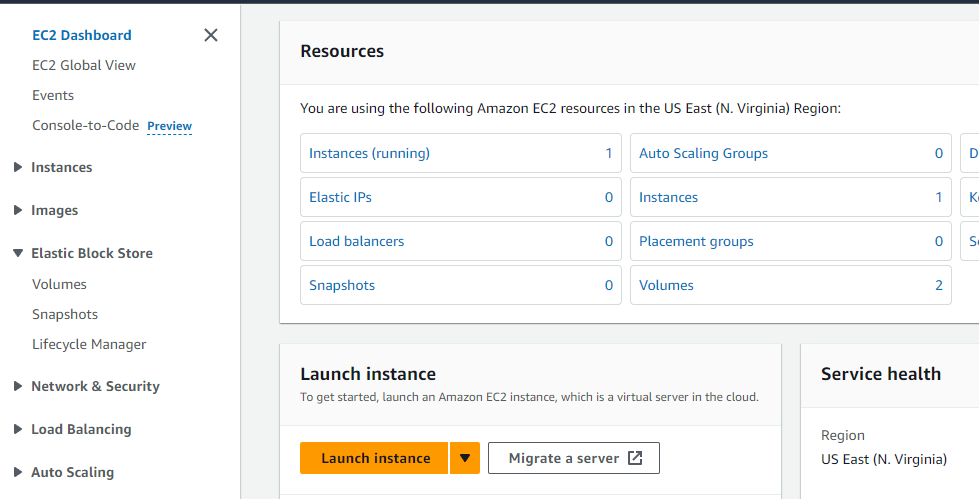 EC2 Dashboard
EC2 Global View
Events
Console-to-Code Preview
Instances
Images
Elastic Block Store
Volumes
Snapshots
Lifecycle Manager
Network & Security
Load Balancing
Auto Scaling
Resources
You are using the following Amazon EC2 resources in the US East (N. Virginia) Region:
Instances (running) 1 Auto Scaling Groups 0
Elastic IPs 0 Instances 1
Load balancers 0 Placement groups 0
Snapshots 0 Volumes 2
Launch instance
To get started, launch an Amazon EC2 instance, which is a virtual server in the cloud.
Launch instance Migrate a server
Service health
Region
US East (N. Virginia)